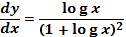 dy/dx = log x / (1 + log x)²